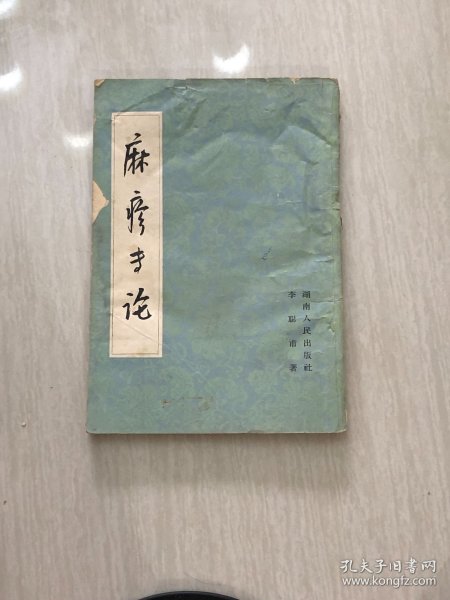 麻疹专论
湖南人民出版社
李聪甫 著
孔夫子旧书网
www.kongfz.com